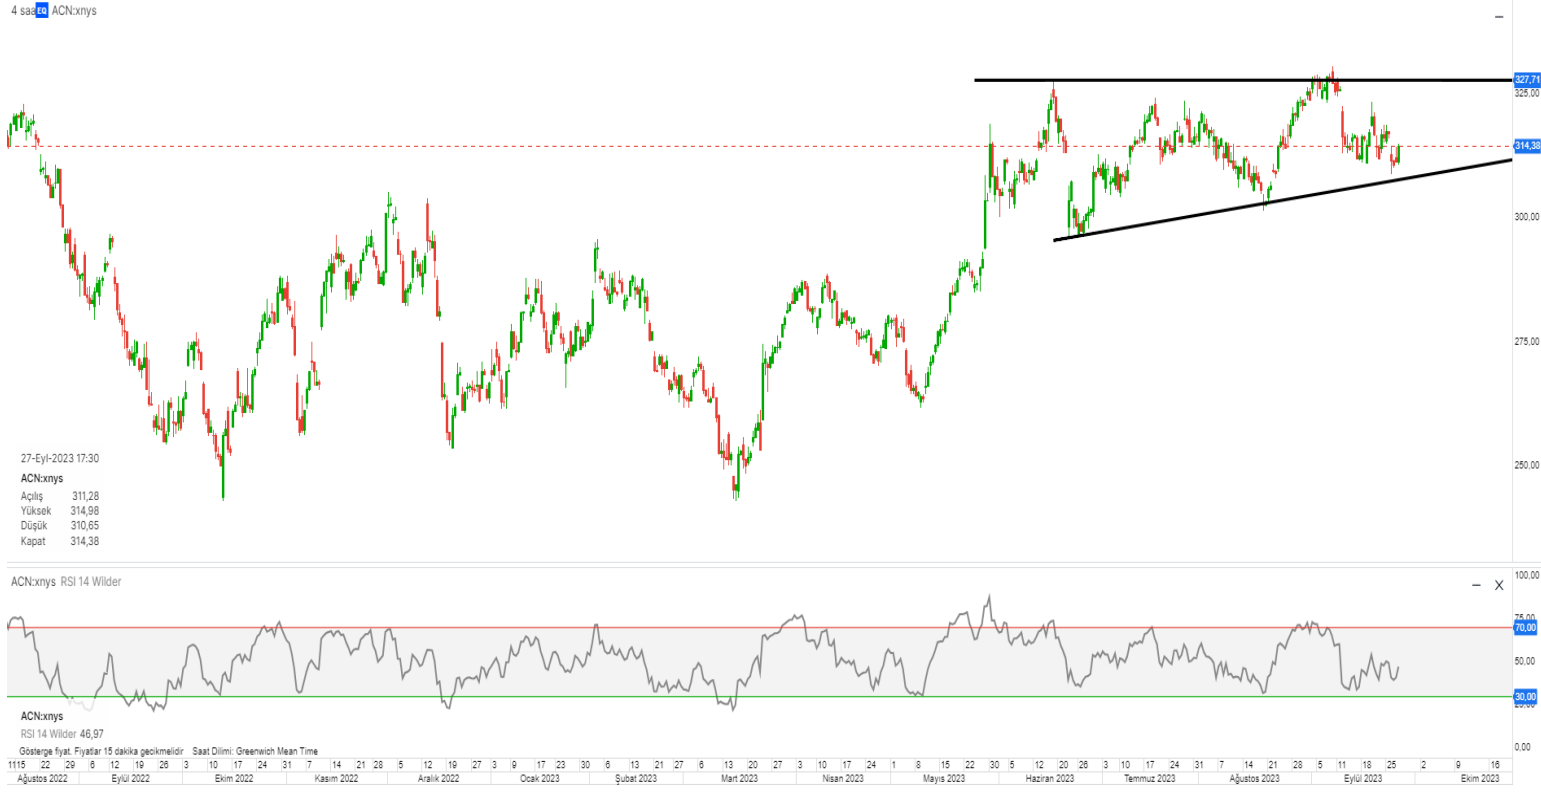 4 saa EQ ACN:xnys
327,71
325,00
314,38
300,00
275,00
250,00
27-Eyl-2023 17:30
ACN:xnys
Açılış 311,28
Yüksek 314,98
Düşük 310,65
Kapat 314,38
ACN:xnys RSI 14 Wilder
100,00
75,00
70,00
50,00
30,00
25,00
0,00
ACN:xnys
RSI 14 Wilder 46,97
Gösterge fiyat. Fiyatlar 15 dakika gecikmelidir Saat Dilimi: Greenwich Mean Time
1115 22 29 6 12 19 26 3 10 17 24 31 7 14 21 28 5 12 19 27 3 9 17 23 30 6 13 21 27 6 13 20 27 3 10 17 24 1 8 15 22 30 5 12 20 26 3 10 17 24 31 7 14 21 28 5 11 18 25 2 9 16
Ağustos 2022 Eylül 2022 Ekim 2022 Kasım 2022 Aralık 2022 Ocak 2023 Şubat 2023 Mart 2023 Nisan 2023 Mayıs 2023 Haziran 2023 Temmuz 2023 Ağustos 2023 Eylül 2023 Ekim 2023